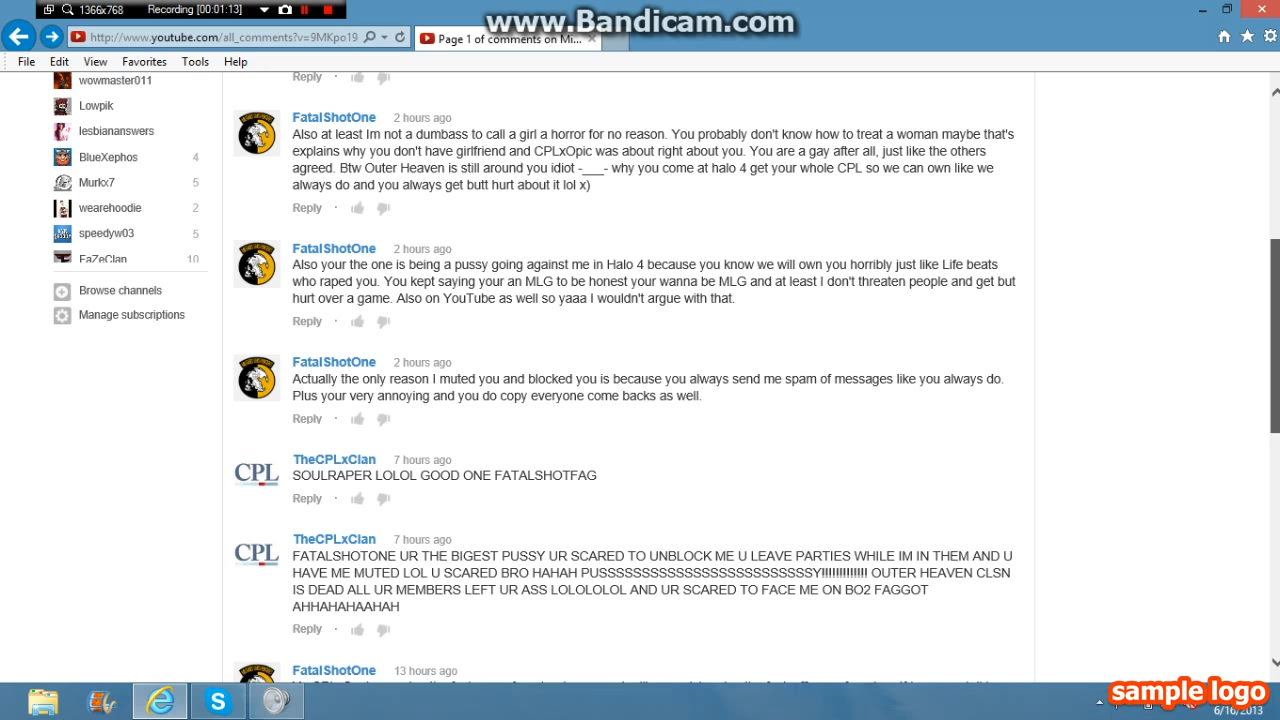 1366x768 Recording [00:01:13]
www.Bandicam.com
http://www.youtube.com/all_comments?v=9MKpo19
Page 1 of comments on Mi...
File Edit View Favorites Tools Help
wowmaster011
Lowpik
lesbiananswers
BlueXephos 4
Murkx7 5
wearehoodie 2
speedyw03 5
FaZeClan 10
Browse channels
Manage subscriptions
Reply ·
FatalShotOne 2 hours ago
Also at least Im not a dumbass to call a girl a horror for no reason. You probably don't know how to treat a woman maybe that's
explains why you don't have girlfriend and CPLxOpic was about right about you. You are a gay after all, just like the others
agreed. Btw Outer Heaven is still around you idiot -___- why you come at halo 4 get your whole CPL so we can own like we
always do and you always get butt hurt about it lol x)
Reply ·
FatalShotOne 2 hours ago
Also your the one is being a pussy going against me in Halo 4 because you know we will own you horribly just like Life beats
who raped you. You kept saying your an MLG to be honest your wanna be MLG and at least I don't threaten people and get but
hurt over a game. Also on YouTube as well so yaaa I wouldn't argue with that.
Reply ·
FatalShotOne 2 hours ago
Actually the only reason I muted you and blocked you is because you always send me spam of messages like you always do.
Plus your very annoying and you do copy everyone come backs as well.
Reply ·
TheCPLxClan 7 hours ago
SOULRAPER LOLOL GOOD ONE FATALSHOTFAG
Reply ·
TheCPLxClan 7 hours ago
FATALSHOTONE UR THE BIGEST PUSSY UR SCARED TO UNBLOCK ME U LEAVE PARTIES WHILE IM IN THEM AND U
HAVE ME MUTED LOL U SCARED BRO HAHAH PUSSSSSSSSSSSSSSSSSSSSSSSSSY!!!!!!!!!!!!! OUTER HEAVEN CLSN
IS DEAD ALL UR MEMBERS LEFT UR ASS LOLOLOLOL AND UR SCARED TO FACE ME ON BO2 FAGGOT
AHHAHAHAAHAH
Reply ·
FatalShotOne 13 hours ago
CPL
CPL
sample logo
6/16/2013